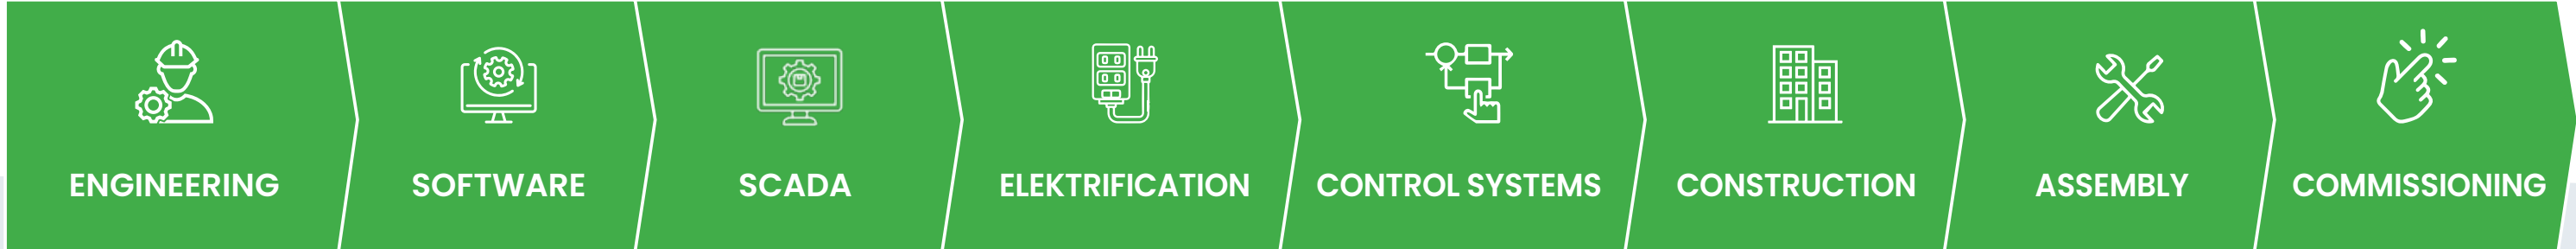 ENGINEERING
SOFTWARE
SCADA
ELEKTRIFICATION
CONTROL SYSTEMS
CONSTRUCTION
ASSEMBLY
COMMISSIONING